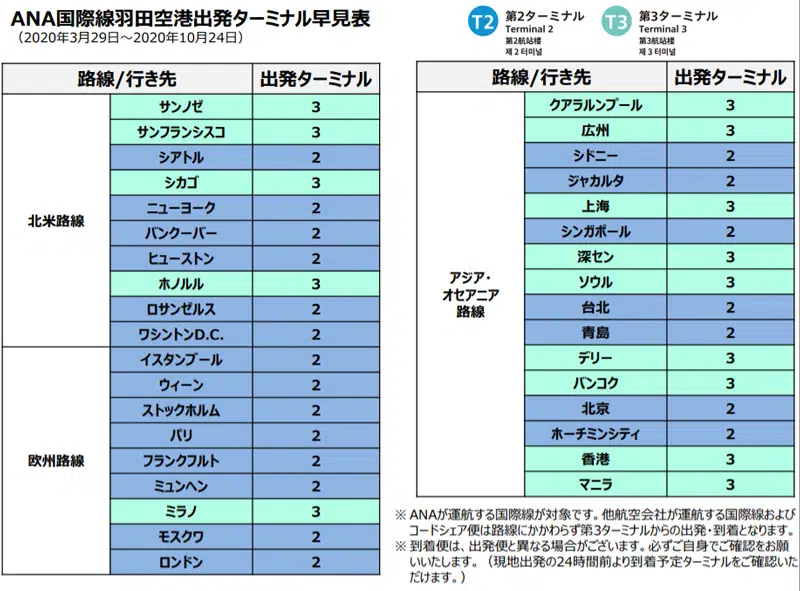 ANA国際線羽田空港出発ターミナル早見表
（2020年3月29日～2020年10月24日）
路線/行き先 出発ターミナル
北米路線
サンノゼ 3
サンフランシスコ 3
シアトル 2
シカゴ 3
ニューヨーク 2
バンクーバー 2
ヒューストン 2
ホノルル 3
ロサンゼルス 2
ワシントンD.C. 2
欧州路線
イスタンブール 2
ウィーン 2
ストックホルム 2
パリ 2
フランクフルト 2
ミュンヘン 2
ミラノ 3
モスクワ 2
ロンドン 2
T2
第2ターミナル
Terminal 2
第2航站楼
제 2 터미널
T3
第3ターミナル
Terminal 3
第3航站楼
제 3 터미널
路線/行き先 出発ターミナル
アジア・
オセアニア
路線
クアラルンプール 3
広州 3
シドニー 2
ジャカルタ 2
上海 3
シンガポール 2
深セン 3
ソウル 3
台北 2
青島 2
デリー 3
バンコク 3
北京 2
ホーチミンシティ 2
香港 3
マニラ 3
※ ANAが運航する国際線が対象です。他航空会社が運航する国際線および
コードシェア便は路線にかかわらず第3ターミナルからの出発・到着となります。
※ 到着便は、出発便と異なる場合がございます。必ずご自身でご確認をお願
いいたします。（現地出発の24時間前より到着予定ターミナルをご確認いた
だけます。）